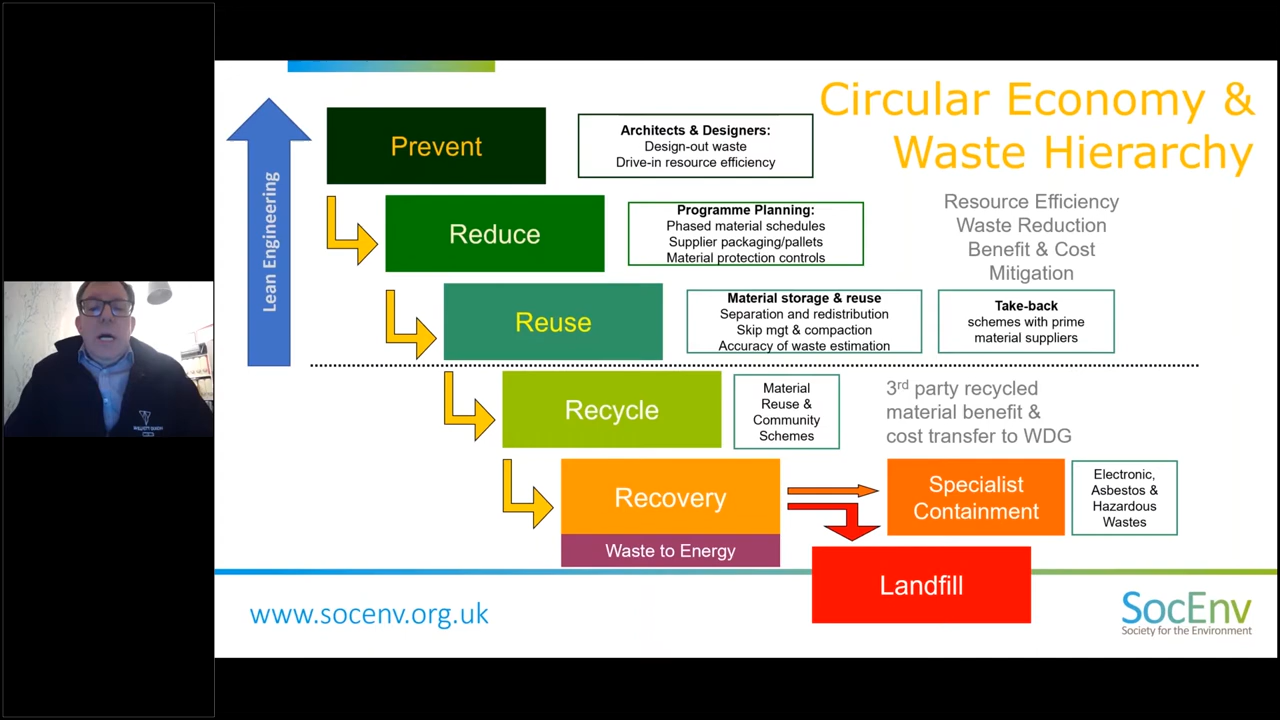 Circular Economy &
Waste Hierarchy
Lean Engineering
Prevent
Architects & Designers:
Design-out waste
Drive-in resource efficiency
Reduce
Programme Planning:
Phased material schedules
Supplier packaging/pallets
Material protection controls
Resource Efficiency
Waste Reduction
Benefit & Cost
Mitigation
Reuse
Material storage & reuse
Separation and redistribution
Skip mgt & compaction
Accuracy of waste estimation
Take-back
schemes with prime
material suppliers
Recycle
Material
Reuse &
Community
Schemes
3rd party recycled
material benefit &
cost transfer to WDG
Recovery
Waste to Energy
Specialist
Containment
Electronic,
Asbestos &
Hazardous
Wastes
Landfill
www.socenv.org.uk
SocEnv
Society for the Environment